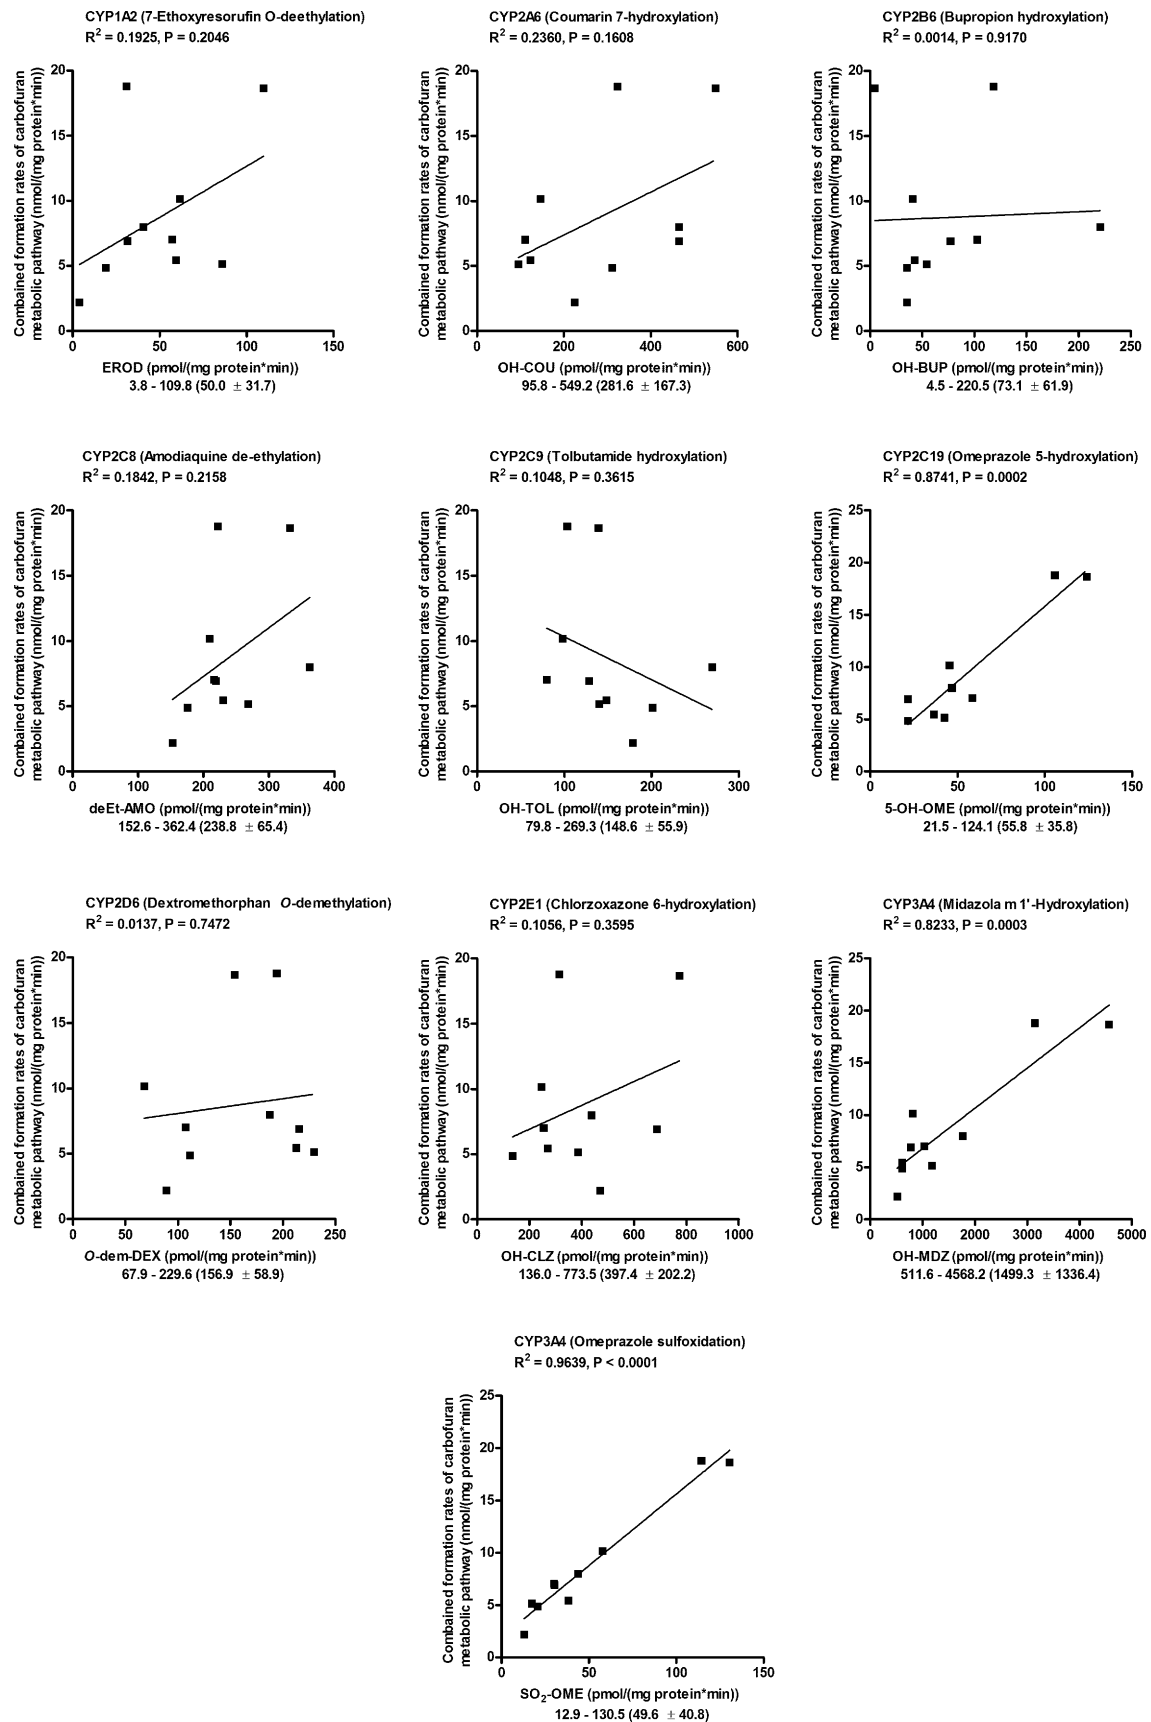 CYP1A2 (7-Ethoxyresorufin O-deethylation)
R² = 0.1925, P = 0.2046
Combained formation rates of carbofuran
metabolic pathway (nmol/(mg protein*min))
20
15
10
5
0
0 50 100 150
EROD (pmol/(mg protein*min))
3.8 - 109.8 (50.0 ± 31.7)
CYP2A6 (Coumarin 7-hydroxylation)
R² = 0.2360, P = 0.1608
Combained formation rates of carbofuran
metabolic pathway (nmol/(mg protein*min))
20
15
10
5
0
0 200 400 600
OH-COU (pmol/(mg protein*min))
95.8 - 549.2 (281.6 ± 167.3)
CYP2B6 (Bupropion hydroxylation)
R² = 0.0014, P = 0.9170
Combained formation rates of carbofuran
metabolic pathway (nmol/(mg protein*min))
20
15
10
5
0
0 50 100 150 200 250
OH-BUP (pmol/(mg protein*min))
4.5 - 220.5 (73.1 ± 61.9)
CYP2C8 (Amodiaquine de-ethylation)
R² = 0.1842, P = 0.2158
Combained formation rates of carbofuran
metabolic pathway (nmol/(mg protein*min))
20
15
10
5
0
0 100 200 300 400
deEt-AMO (pmol/(mg protein*min))
152.6 - 362.4 (238.8 ± 65.4)
CYP2C9 (Tolbutamide hydroxylation)
R² = 0.1048, P = 0.3615
Combained formation rates of carbofuran
metabolic pathway (nmol/(mg protein*min))
20
15
10
5
0
0 100 200 300
OH-TOL (pmol/(mg protein*min))
79.8 - 269.3 (148.6 ± 55.9)
CYP2C19 (Omeprazole 5-hydroxylation)
R² = 0.8741, P = 0.0002
Combained formation rates of carbofuran
metabolic pathway (nmol/(mg protein*min))
25
20
15
10
5
0
0 50 100 150
5-OH-OME (pmol/(mg protein*min))
21.5 - 124.1 (55.8 ± 35.8)
CYP2D6 (Dextromethorphan O-demethylation)
R² = 0.0137, P = 0.7472
Combained formation rates of carbofuran
metabolic pathway (nmol/(mg protein*min))
20
15
10
5
0
0 50 100 150 200 250
O-dem-DEX (pmol/(mg protein*min))
67.9 - 229.6 (156.9 ± 58.9)
CYP2E1 (Chlorzoxazone 6-hydroxylation)
R² = 0.1056, P = 0.3595
Combained formation rates of carbofuran
metabolic pathway (nmol/(mg protein*min))
20
15
10
5
0
0 200 400 600 800 1000
OH-CLZ (pmol/(mg protein*min))
136.0 - 773.5 (397.4 ± 202.2)
CYP3A4 (Midazola m 1'-Hydroxylation)
R² = 0.8233, P = 0.0003
Combained formation rates of carbofuran
metabolic pathway (nmol/(mg protein*min))
25
20
15
10
5
0
0 1000 2000 3000 4000 5000
OH-MDZ (pmol/(mg protein*min))
511.6 - 4568.2 (1499.3 ± 1336.4)
CYP3A4 (Omeprazole sulfoxidation)
R² = 0.9639, P < 0.0001
Combained formation rates of carbofuran
metabolic pathway (nmol/(mg protein*min))
25
20
15
10
5
0
0 50 100 150
SO₂-OME (pmol/(mg protein*min))
12.9 - 130.5 (49.6 ± 40.8)